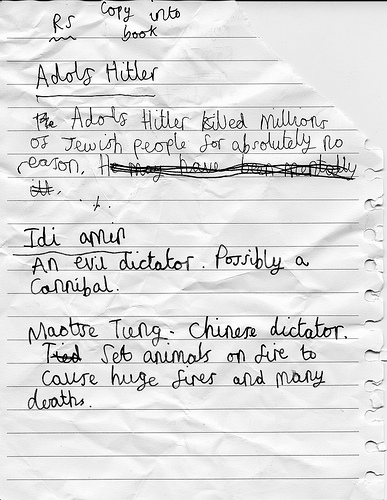 RS Copy into
book
Adolf Hitler
The Adolf Hitler killed millions
of Jewish people for absolutely no
reason. He may have been mentally
ill.
Idi amen
An evil dictator. Possibly a
Cannibal.
Maotse Tung - Chinese dictator.
Tied Set animals on fire to
cause huge fires and many
deaths.